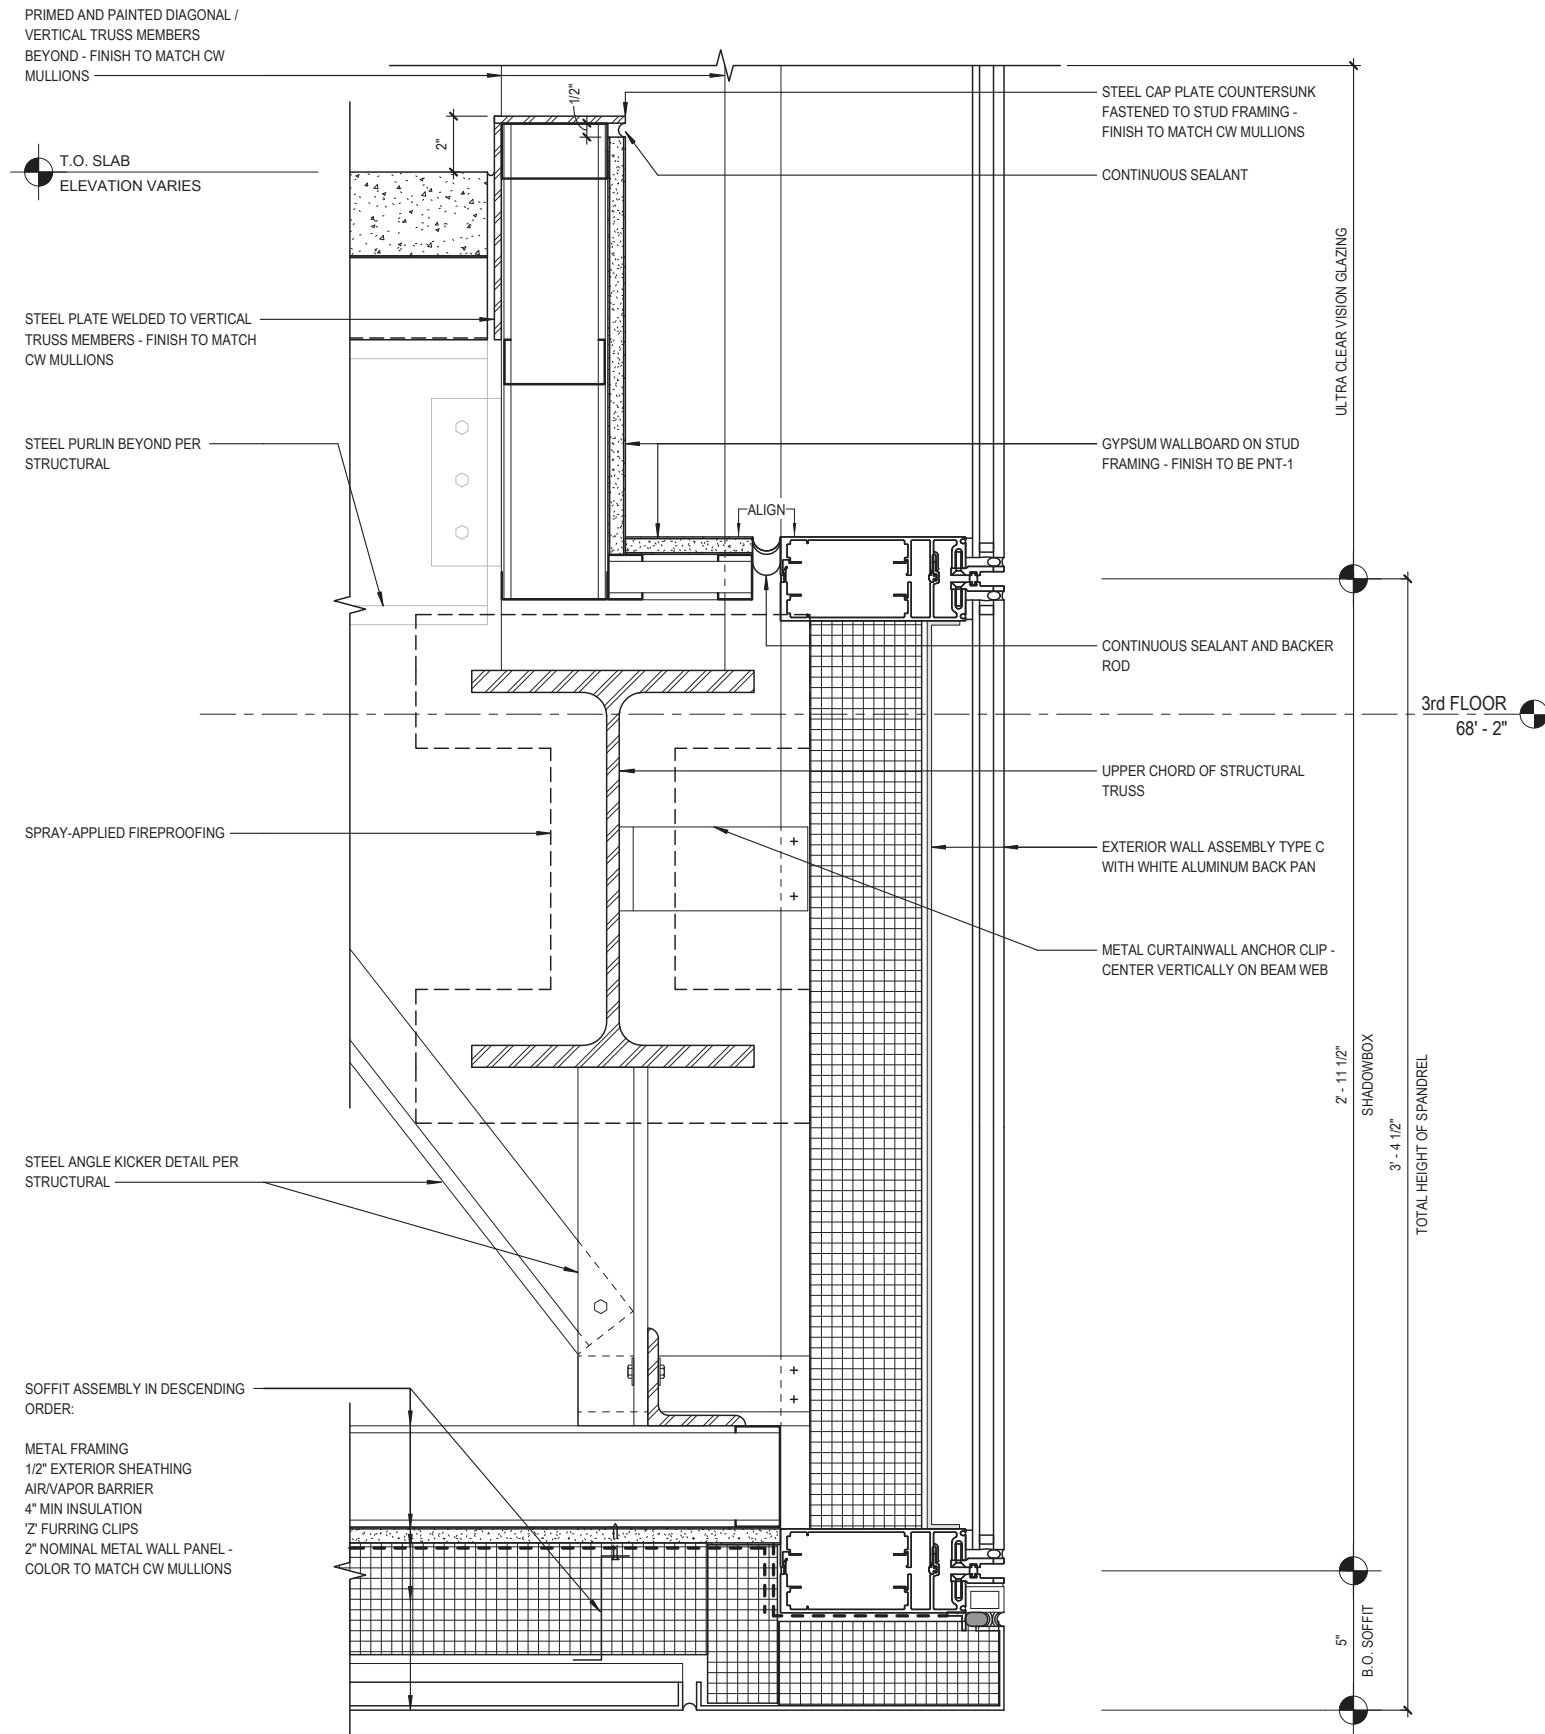 PRIMED AND PAINTED DIAGONAL /
VERTICAL TRUSS MEMBERS
BEYOND - FINISH TO MATCH CW
MULLIONS
T.O. SLAB
ELEVATION VARIES
2"
1/2"
STEEL PLATE WELDED TO VERTICAL
TRUSS MEMBERS - FINISH TO MATCH
CW MULLIONS
STEEL PURLIN BEYOND PER
STRUCTURAL
SPRAY-APPLIED FIREPROOFING
STEEL ANGLE KICKER DETAIL PER
STRUCTURAL
SOFFIT ASSEMBLY IN DESCENDING
ORDER:
METAL FRAMING
1/2" EXTERIOR SHEATHING
AIR/VAPOR BARRIER
4" MIN INSULATION
'Z' FURRING CLIPS
2" NOMINAL METAL WALL PANEL -
COLOR TO MATCH CW MULLIONS
ALIGN
STEEL CAP PLATE COUNTERSUNK
FASTENED TO STUD FRAMING -
FINISH TO MATCH CW MULLIONS
CONTINUOUS SEALANT
GYPSUM WALLBOARD ON STUD
FRAMING - FINISH TO BE PNT-1
CONTINUOUS SEALANT AND BACKER
ROD
UPPER CHORD OF STRUCTURAL
TRUSS
EXTERIOR WALL ASSEMBLY TYPE C
WITH WHITE ALUMINUM BACK PAN
METAL CURTAINWALL ANCHOR CLIP -
CENTER VERTICALLY ON BEAM WEB
ULTRA CLEAR VISION GLAZING
3rd FLOOR
68' - 2"
2' - 11 1/2"
SHADOWBOX
3' - 4 1/2"
TOTAL HEIGHT OF SPANDREL
5"
B.O. SOFFIT